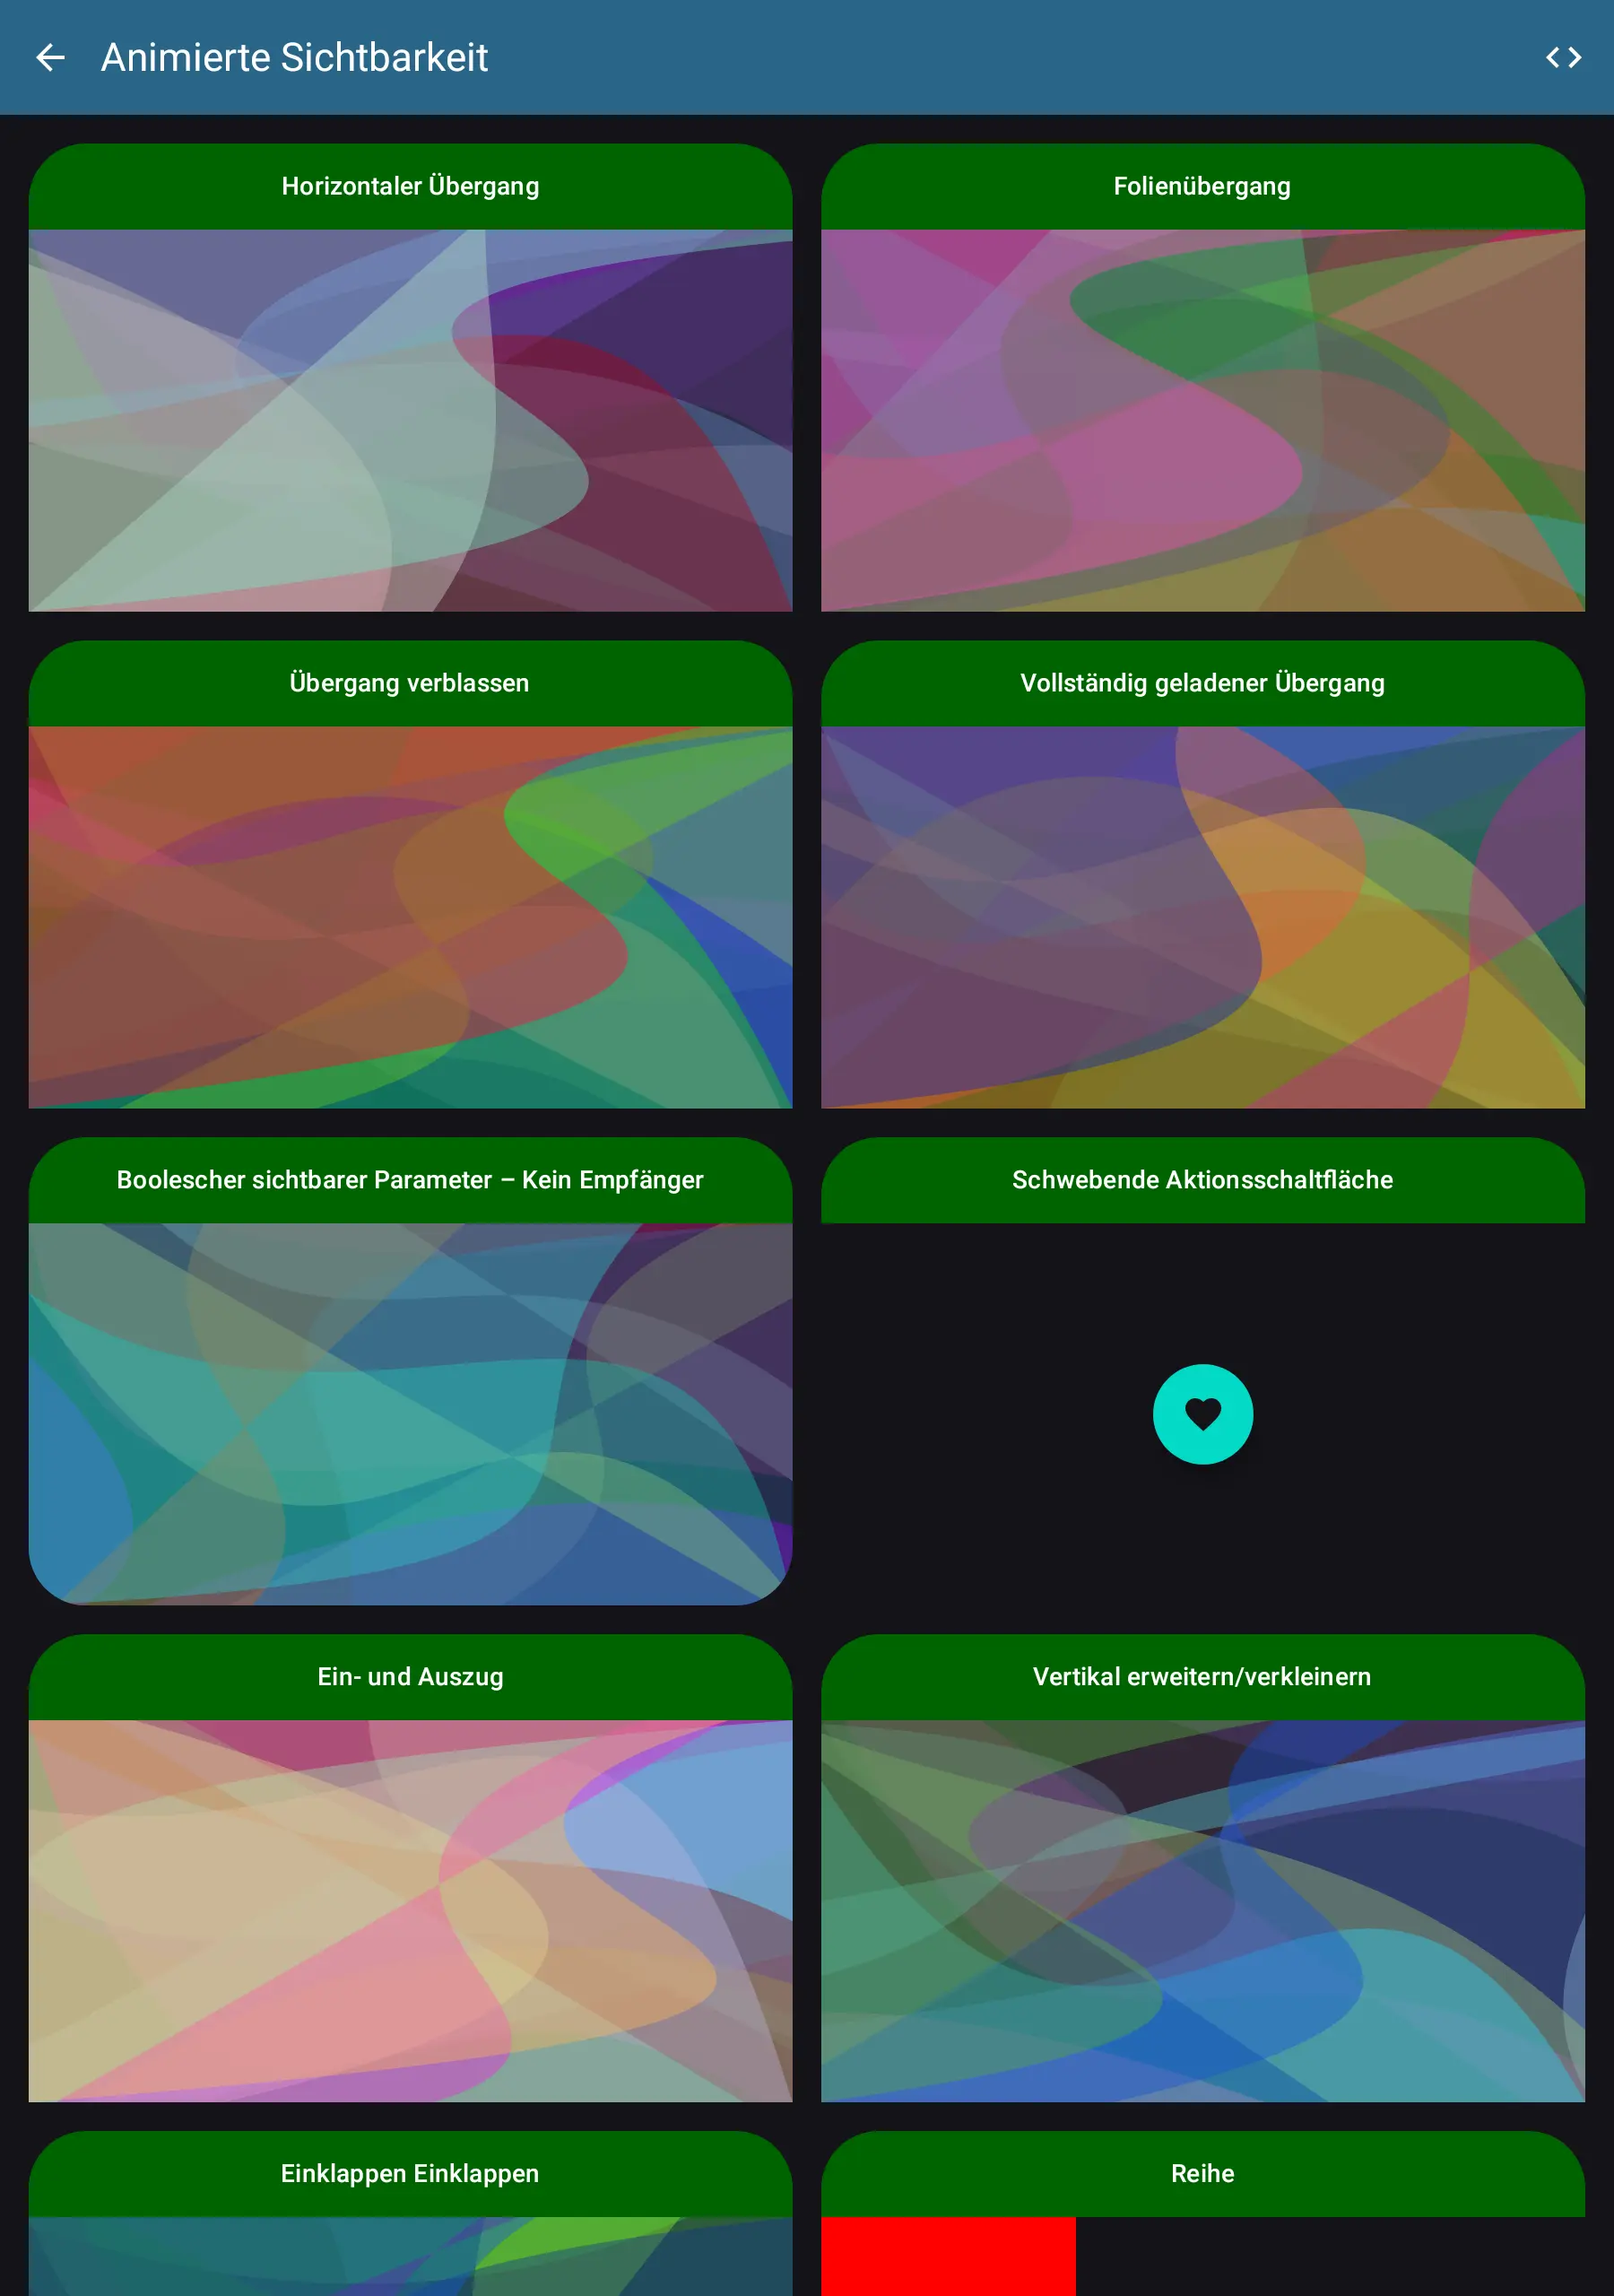 Animierte Sichtbarkeit
Horizontaler Übergang
Folienübergang
Übergang verblassen
Vollständig geladener Übergang
Boolescher sichtbarer Parameter – Kein Empfänger
Schwebende Aktionsschaltfläche
Ein- und Auszug
Vertikal erweitern/verkleinern
Einklappen Einklappen
Reihe